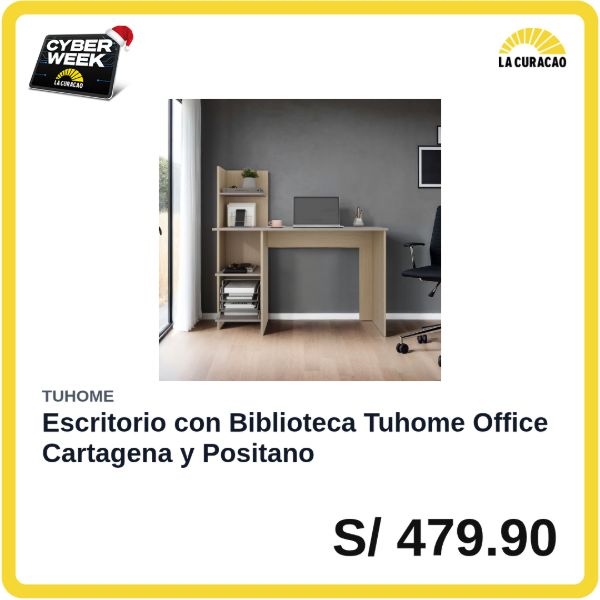 CYBER
WEEK
LA CURACAO
LA CURACAO
TUHOME
Escritorio con Biblioteca Tuhome Office
Cartagena y Positano
S/ 479.90